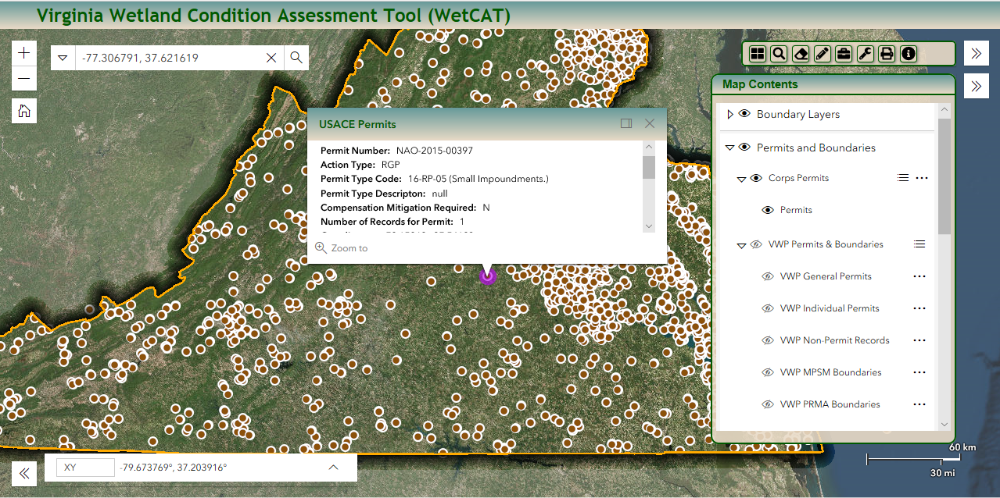 Virginia Wetland Condition Assessment Tool (WetCAT)
-77.306791, 37.621619
Map Contents
Boundary Layers
Permits and Boundaries
Corps Permits
Permits
VWP Permits & Boundaries
VWP General Permits
VWP Individual Permits
VWP Non-Permit Records
VWP MPSM Boundaries
VWP PRMA Boundaries
USACE Permits
Permit Number: NAO-2015-00397
Action Type: RGP
Permit Type Code: 16-RP-05 (Small Impoundments.)
Permit Type Descripton: null
Compensation Mitigation Required: N
Number of Records for Permit: 1
Zoom to
XY -79.673769°, 37.203916°
60 km
30 mi